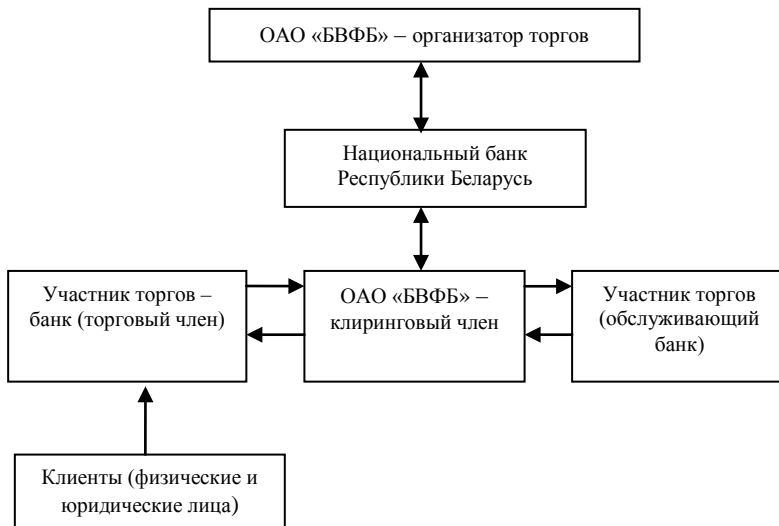 ОАО «БВФБ» – организатор торгов
Национальный банк
Республики Беларусь
Участник торгов –
банк (торговый член)
ОАО «БВФБ» –
клиринговый член
Участник торгов
(обслуживающий
банк)
Клиенты (физические и
юридические лица)